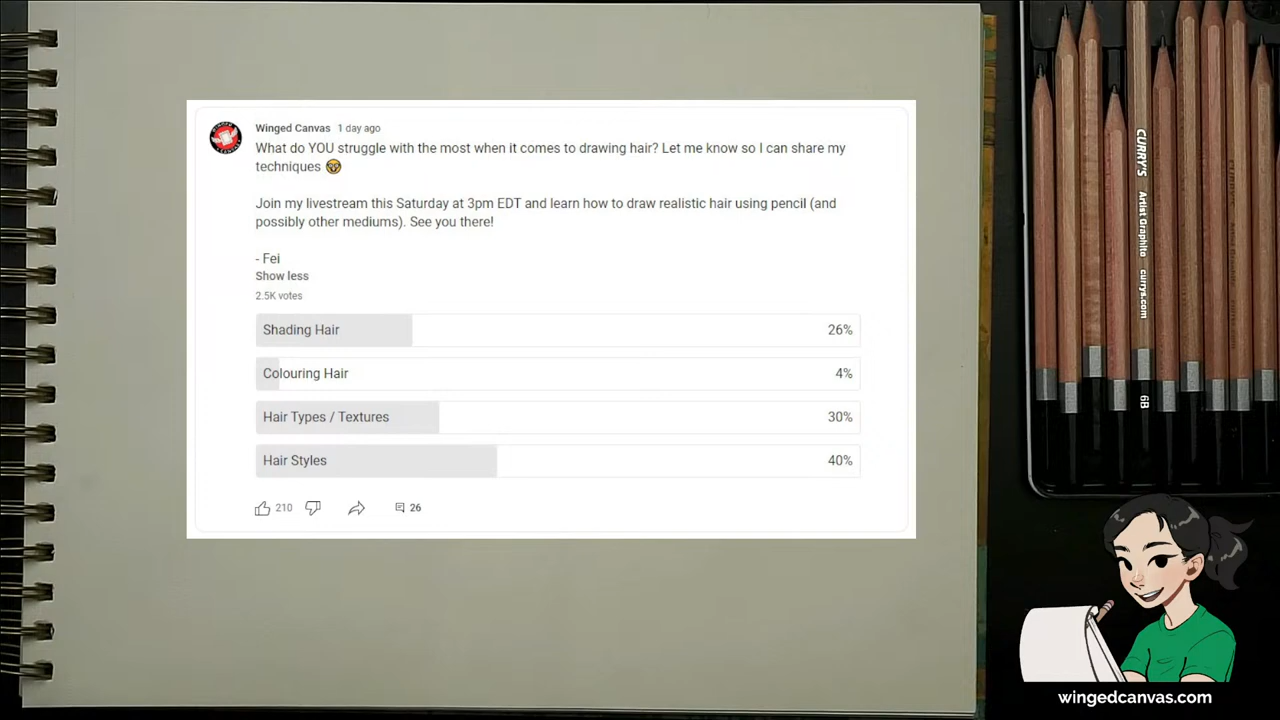 Winged Canvas 1 day ago
What do YOU struggle with the most when it comes to drawing hair? Let me know so I can share my
techniques 🤓
Join my livestream this Saturday at 3pm EDT and learn how to draw realistic hair using pencil (and
possibly other mediums). See you there!
- Fei
Show less
2.5K votes
Shading Hair 26%
Colouring Hair 4%
Hair Types / Textures 30%
Hair Styles 40%
210 26
CURRY'S Artist Graphite currys.com 6B
wingedcanvas.com